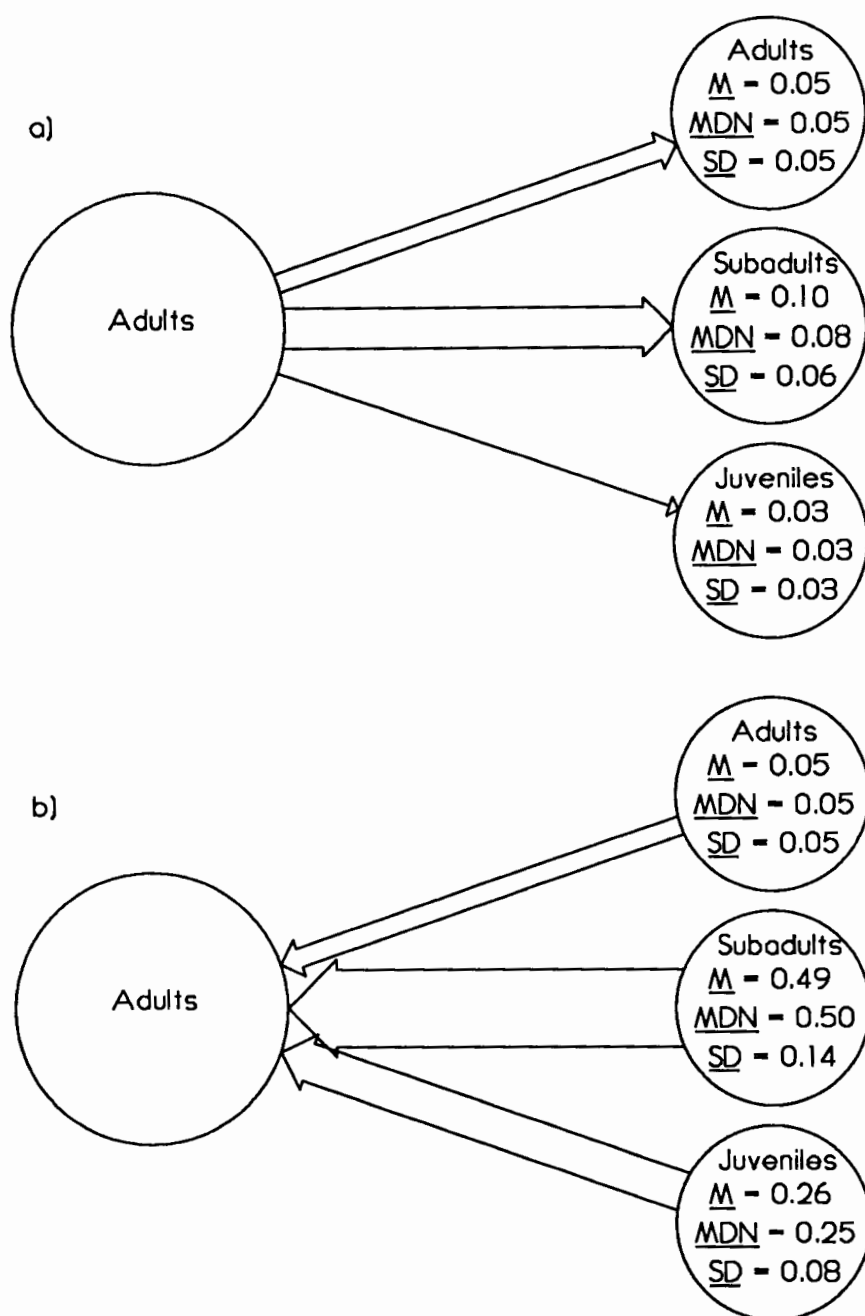 a)
Adults
Adults
M - 0.05
MDN - 0.05
SD - 0.05
Subadults
M - 0.10
MDN - 0.08
SD - 0.06
Juveniles
M - 0.03
MDN - 0.03
SD - 0.03
b)
Adults
Adults
M - 0.05
MDN - 0.05
SD - 0.05
Subadults
M - 0.49
MDN - 0.50
SD - 0.14
Juveniles
M - 0.26
MDN - 0.25
SD - 0.08